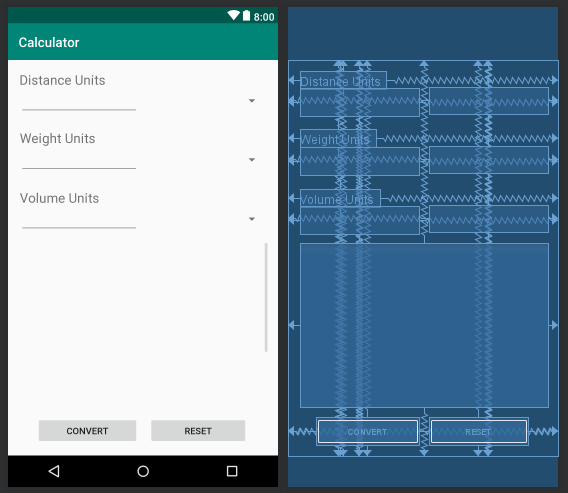 8:00
Calculator
Distance Units
Weight Units
Volume Units
CONVERT RESET
Distance Units
Weight Units
Volume Units
CONVERT RESET